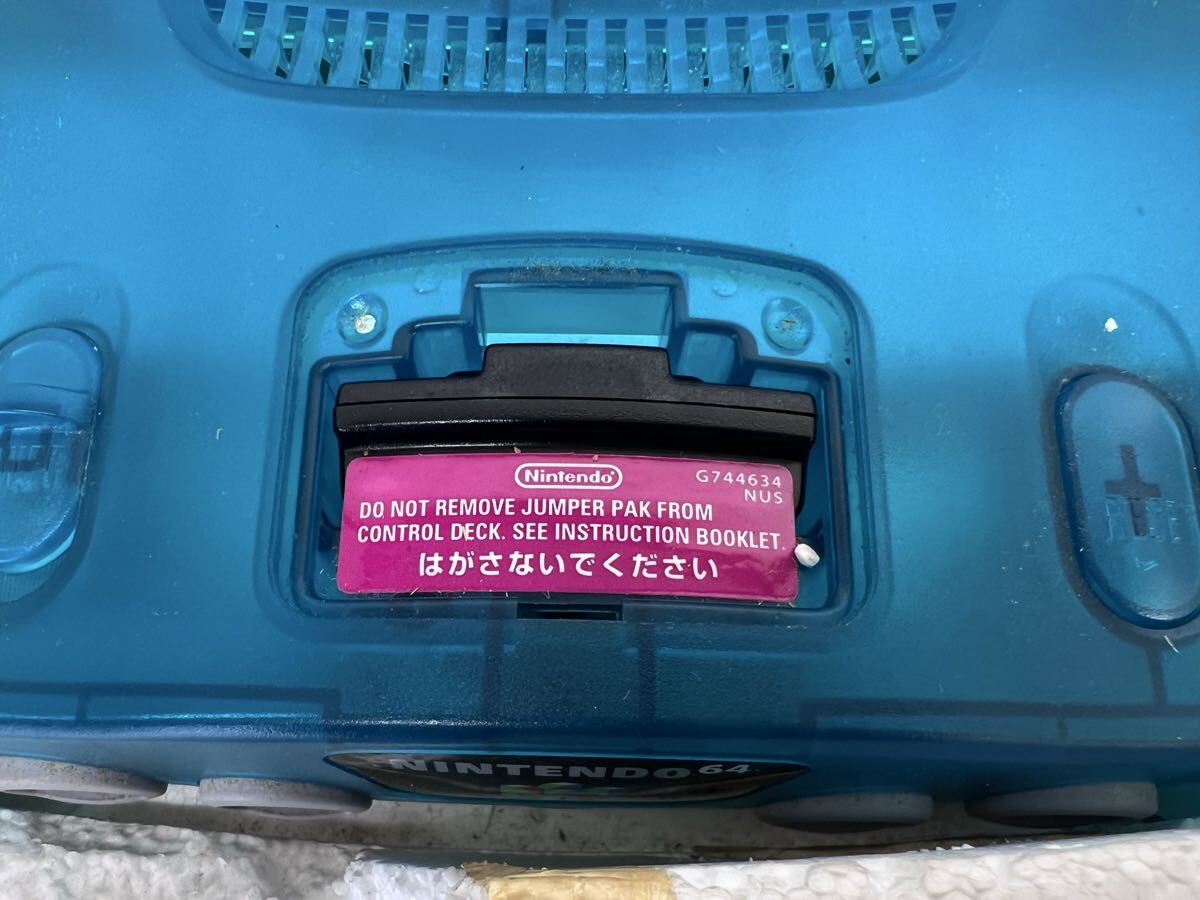 Nintendo
G744634
NUS
DO NOT REMOVE JUMPER PAK FROM
CONTROL DECK. SEE INSTRUCTION BOOKLET.
はがさないでください
NINTENDO 64